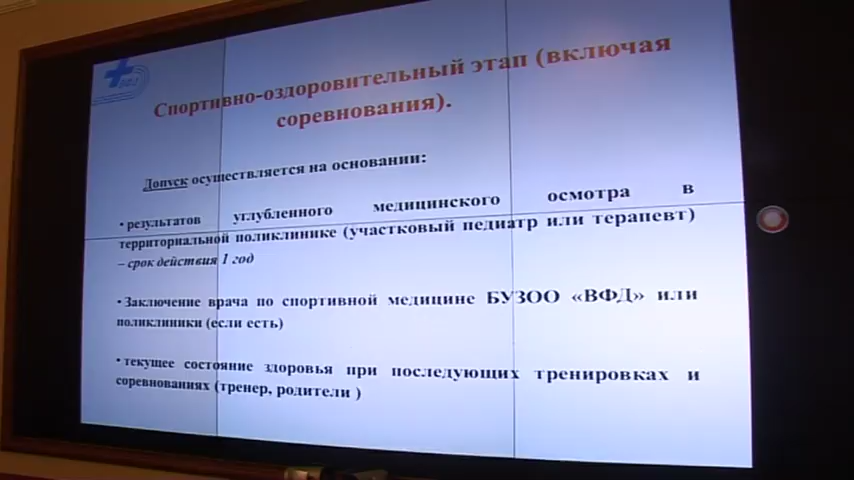 Спортивно-оздоровительный этап (включая
соревнования).
Допуск осуществляется на основании:
• результатов углубленного медицинского осмотра в
территориальной поликлинике (участковый педиатр или терапевт)
– срок действия 1 год
• Заключение врача по спортивной медицине БУЗОО «ВФД» или
поликлиники (если есть)
• текущее состояние здоровья при последующих тренировках и
соревнованиях (тренер, родители )